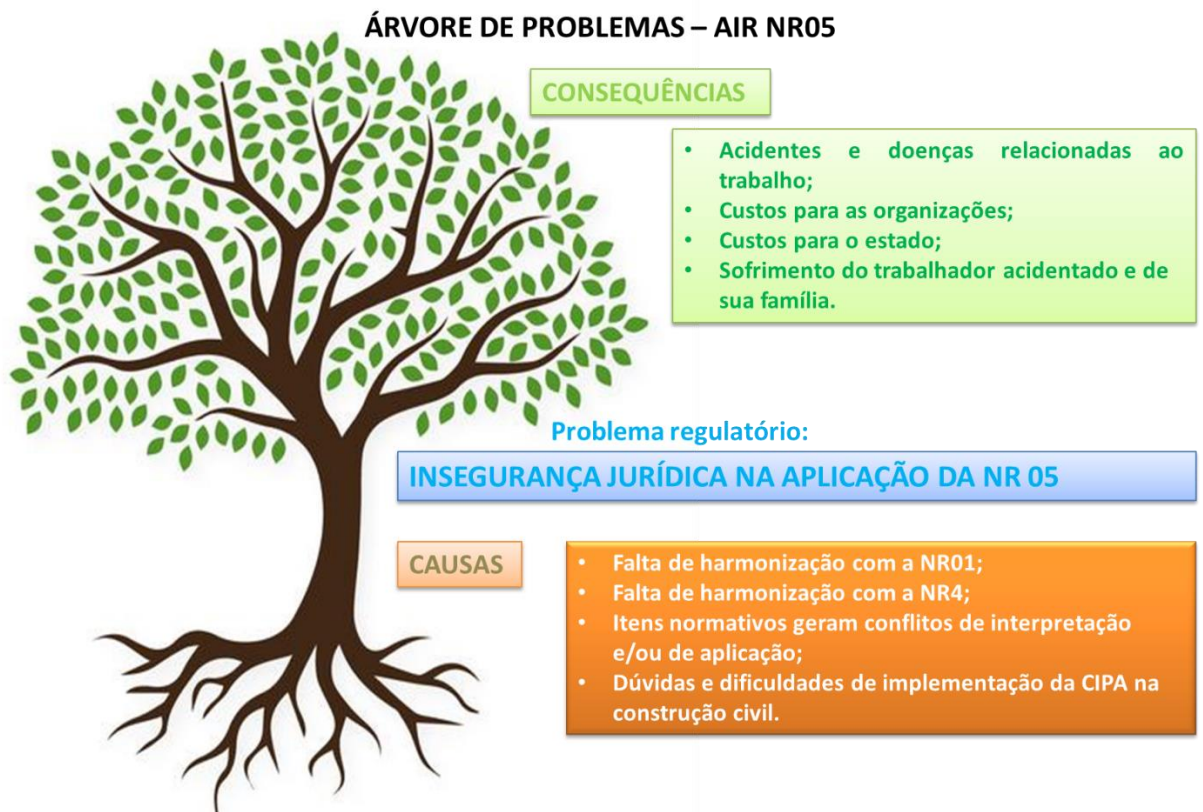 ÁRVORE DE PROBLEMAS – AIR NR05
CONSEQUÊNCIAS
• Acidentes e doenças relacionadas ao
trabalho;
• Custos para as organizações;
• Custos para o estado;
• Sofrimento do trabalhador acidentado e de
sua família.
Problema regulatório:
INSEGURANÇA JURÍDICA NA APLICAÇÃO DA NR 05
CAUSAS
• Falta de harmonização com a NR01;
• Falta de harmonização com a NR4;
• Itens normativos geram conflitos de interpretação
e/ou de aplicação;
• Dúvidas e dificuldades de implementação da CIPA na
construção civil.